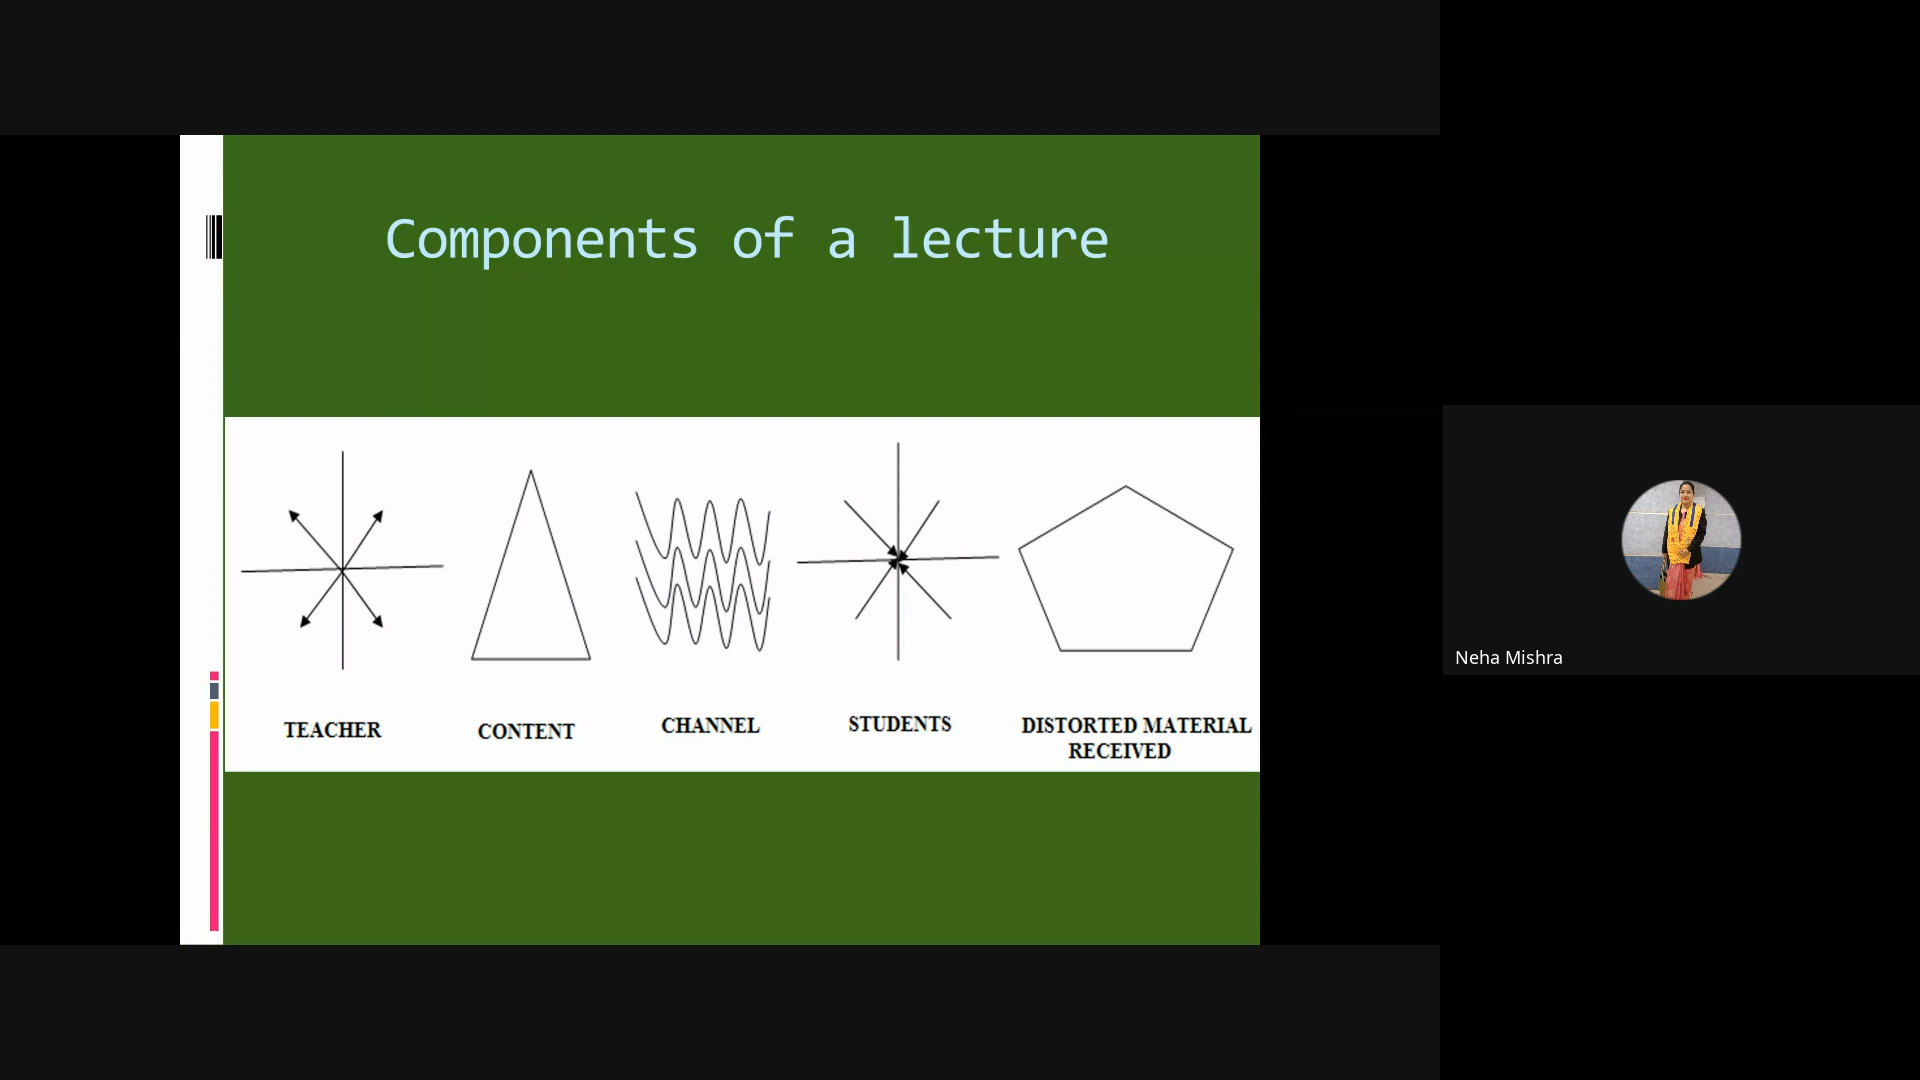 Components of a lecture
TEACHER
CONTENT
CHANNEL
STUDENTS
DISTORTED MATERIAL
RECEIVED
Neha Mishra